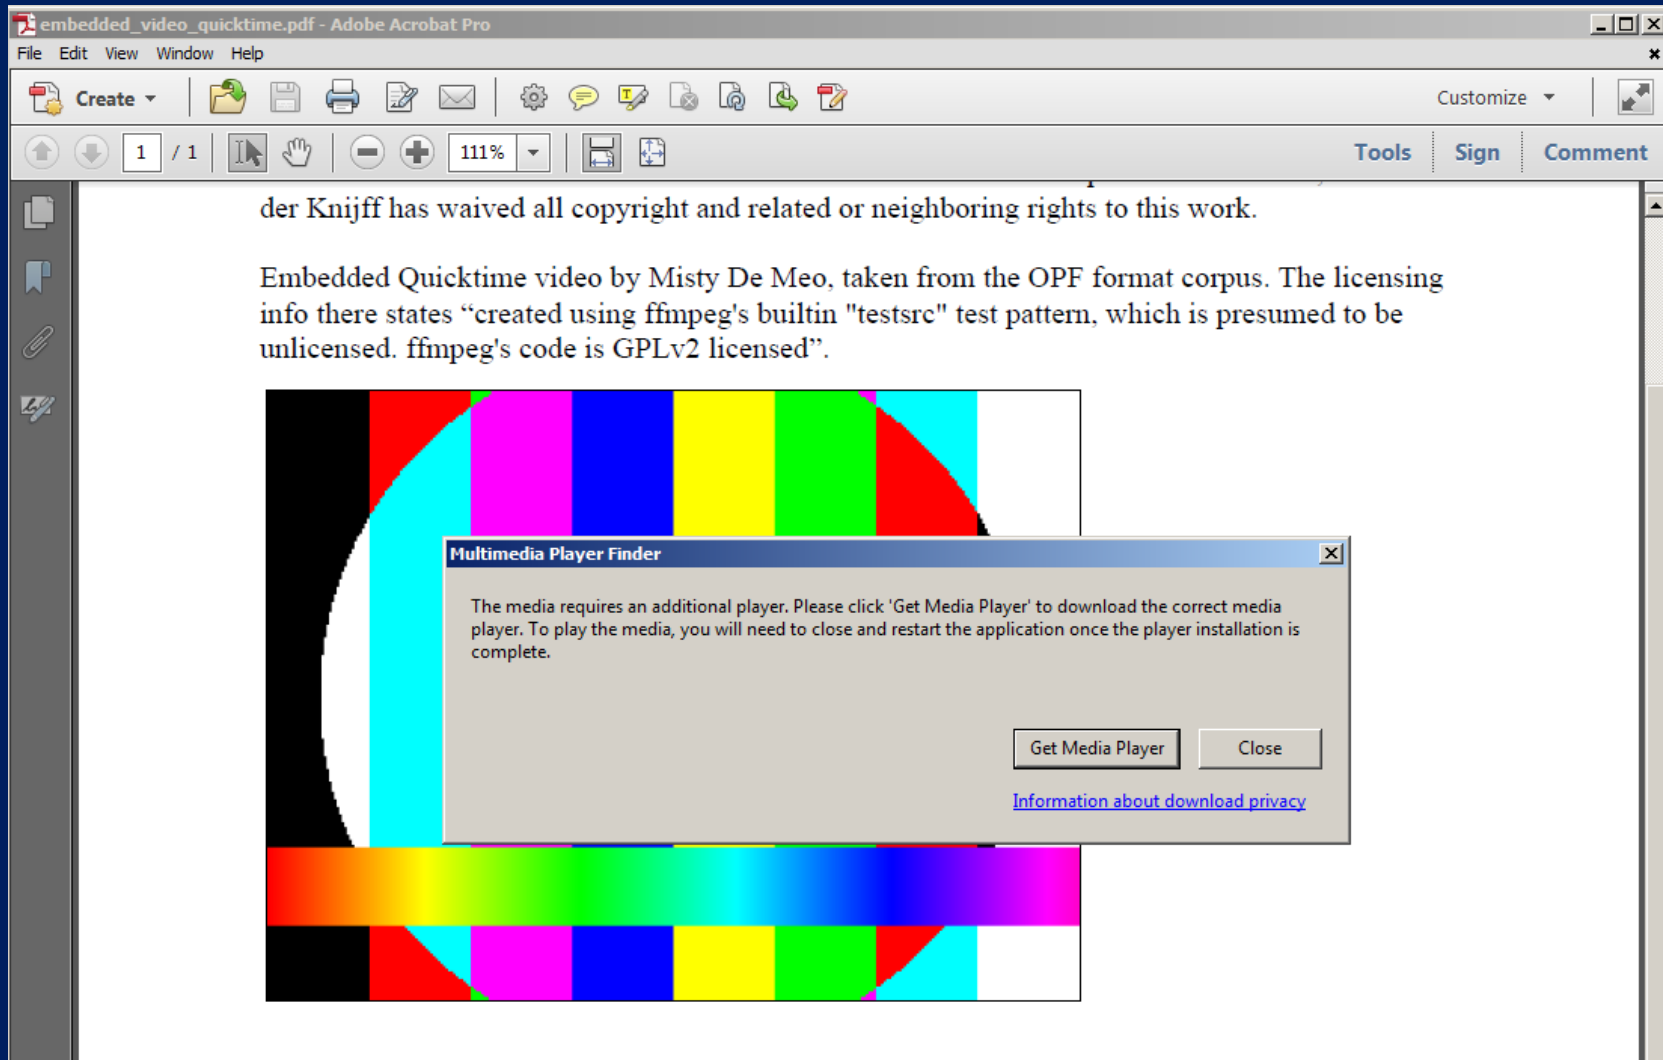 embedded_video_quicktime.pdf - Adobe Acrobat Pro
File Edit View Window Help
Create
Customize
1 / 1
111%
Tools Sign Comment
der Knijff has waived all copyright and related or neighboring rights to this work.
Embedded Quicktime video by Misty De Meo, taken from the OPF format corpus. The licensing
info there states “created using ffmpeg's builtin "testsrc" test pattern, which is presumed to be
unlicensed. ffmpeg's code is GPLv2 licensed”.
Multimedia Player Finder
The media requires an additional player. Please click 'Get Media Player' to download the correct media
player. To play the media, you will need to close and restart the application once the player installation is
complete.
Get Media Player
Close
Information about download privacy